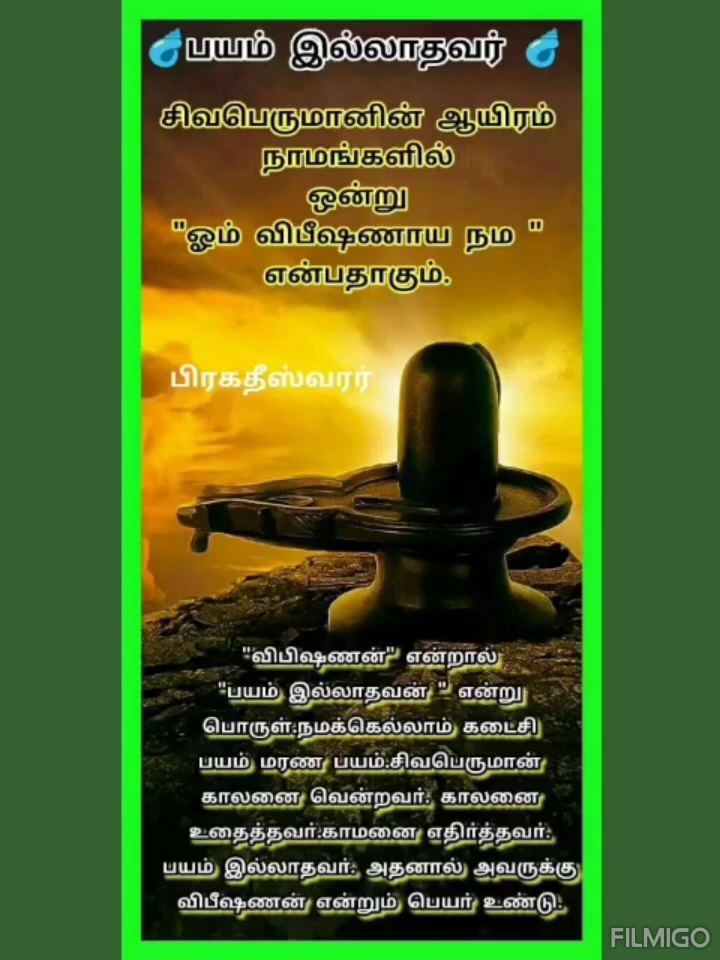 பயம் இல்லாதவர்
சிவபெருமானின் ஆயிரம்
நாமங்களில்
ஒன்று
"ஓம் விபீஷணாய நம "
என்பதாகும்.
பிரகதீஸ்வரர்
"விபிஷணன்" என்றால்
"பயம் இல்லாதவன் " என்று
பொருள்.நமக்கெல்லாம் கடைசி
பயம் மரண பயம்.சிவபெருமான்
காலனை வென்றவர். காலனை
உதைத்தவர்.காமனை எதிர்த்தவர்.
பயம் இல்லாதவர். அதனால் அவருக்கு
விபீஷணன் என்றும் பெயர் உண்டு.
FILMIGO